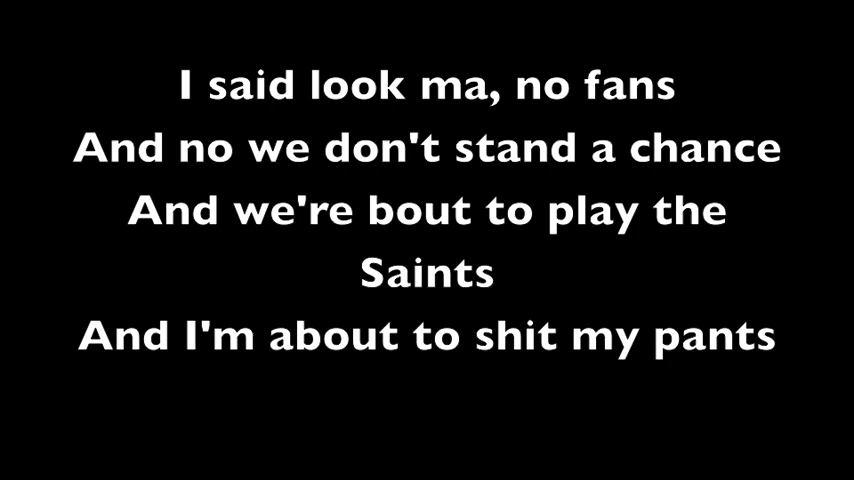 I said look ma, no fans
And no we don't stand a chance
And we're bout to play the
Saints
And I'm about to shit my pants